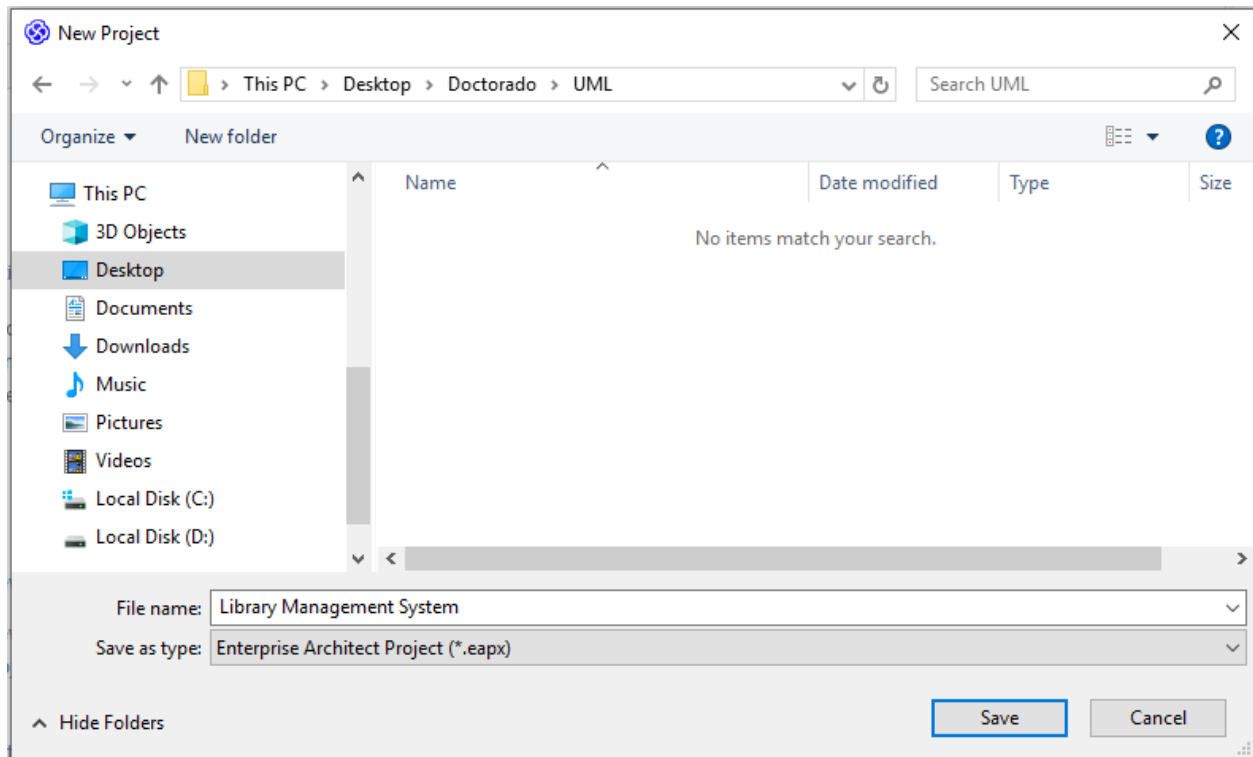 New Project
This PC > Desktop > Doctorado > UML
Search UML
Organize
New folder
Name
Date modified
Type
Size
No items match your search.
This PC
3D Objects
Desktop
Documents
Downloads
Music
Pictures
Videos
Local Disk (C:)
Local Disk (D:)
File name: Library Management System
Save as type: Enterprise Architect Project (*.eapx)
Hide Folders
Save
Cancel